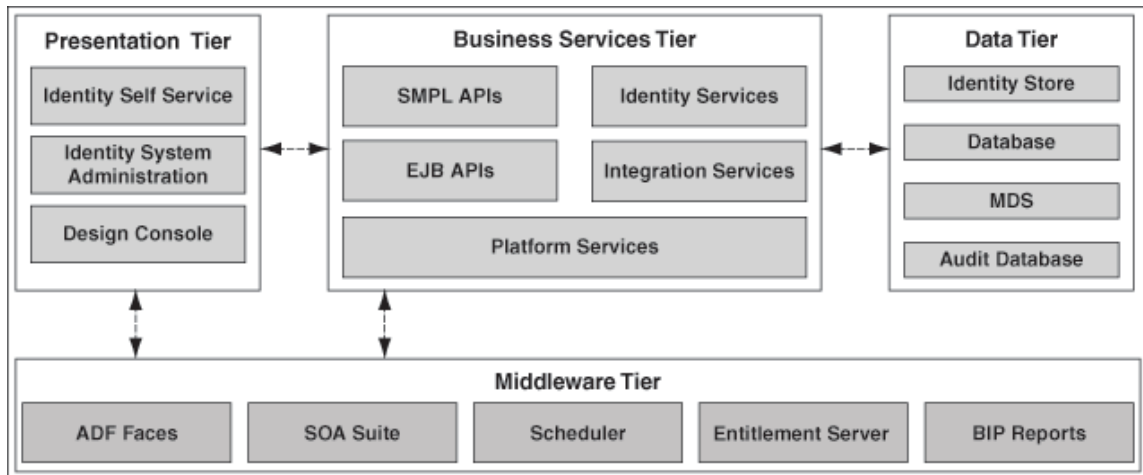 Presentation Tier
Identity Self Service
Identity System
Administration
Design Console
Business Services Tier
SMPL APIs
Identity Services
EJB APIs
Integration Services
Platform Services
Data Tier
Identity Store
Database
MDS
Audit Database
Middleware Tier
ADF Faces
SOA Suite
Scheduler
Entitlement Server
BIP Reports